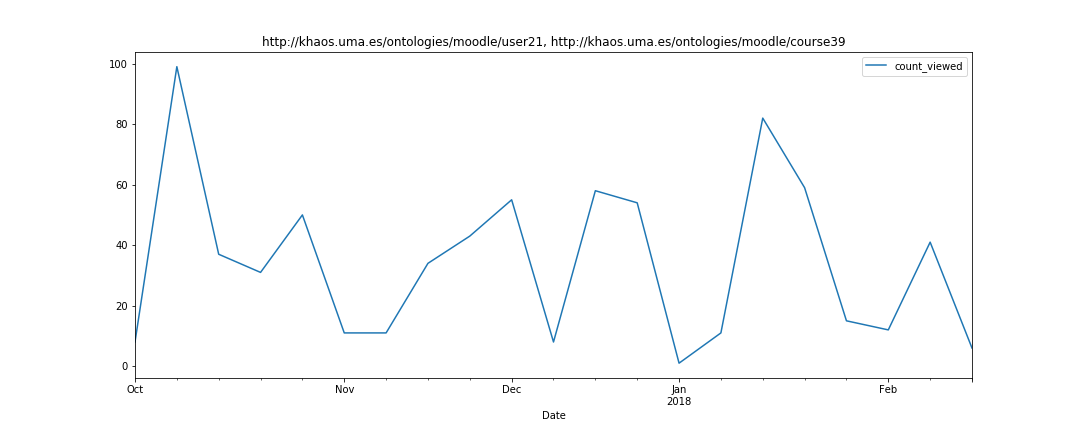 http://khaos.uma.es/ontologies/moodle/user21, http://khaos.uma.es/ontologies/moodle/course39
count_viewed
100
80
60
40
20
0
Oct Nov Dec Jan Feb
2018
Date